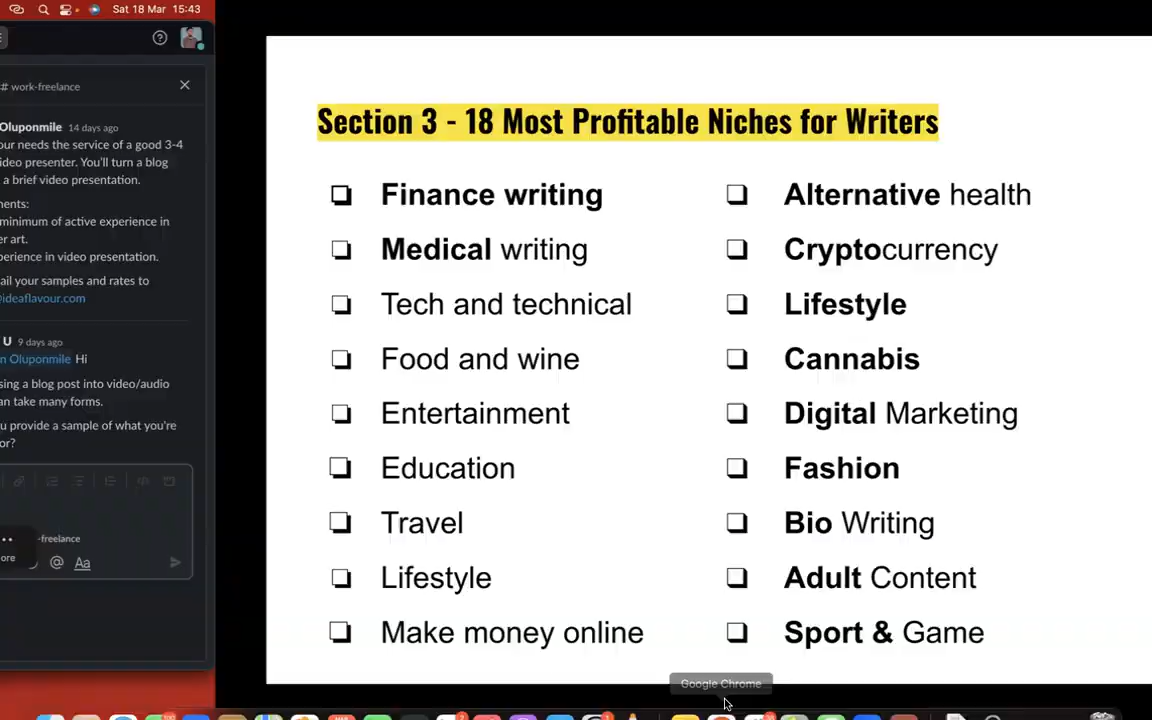 Sat 18 Mar 15:43
# work-freelance
Oluponmile 14 days ago
our needs the service of a good 3-4
ideo presenter. You'll turn a blog
a brief video presentation.
nents:
minimum of active experience in
er art.
perience in video presentation.
ail your samples and rates to
@ideaflavour.com
U 9 days ago
n Oluponmile Hi
sing a blog post into video/audio
an take many forms.
u provide a sample of what you're
or?
-freelance
ore
@ Aa
Section 3 - 18 Most Profitable Niches for Writers
Finance writing
Medical writing
Tech and technical
Food and wine
Entertainment
Education
Travel
Lifestyle
Make money online
Alternative health
Cryptocurrency
Lifestyle
Cannabis
Digital Marketing
Fashion
Bio Writing
Adult Content
Sport & Game
Google Chrome